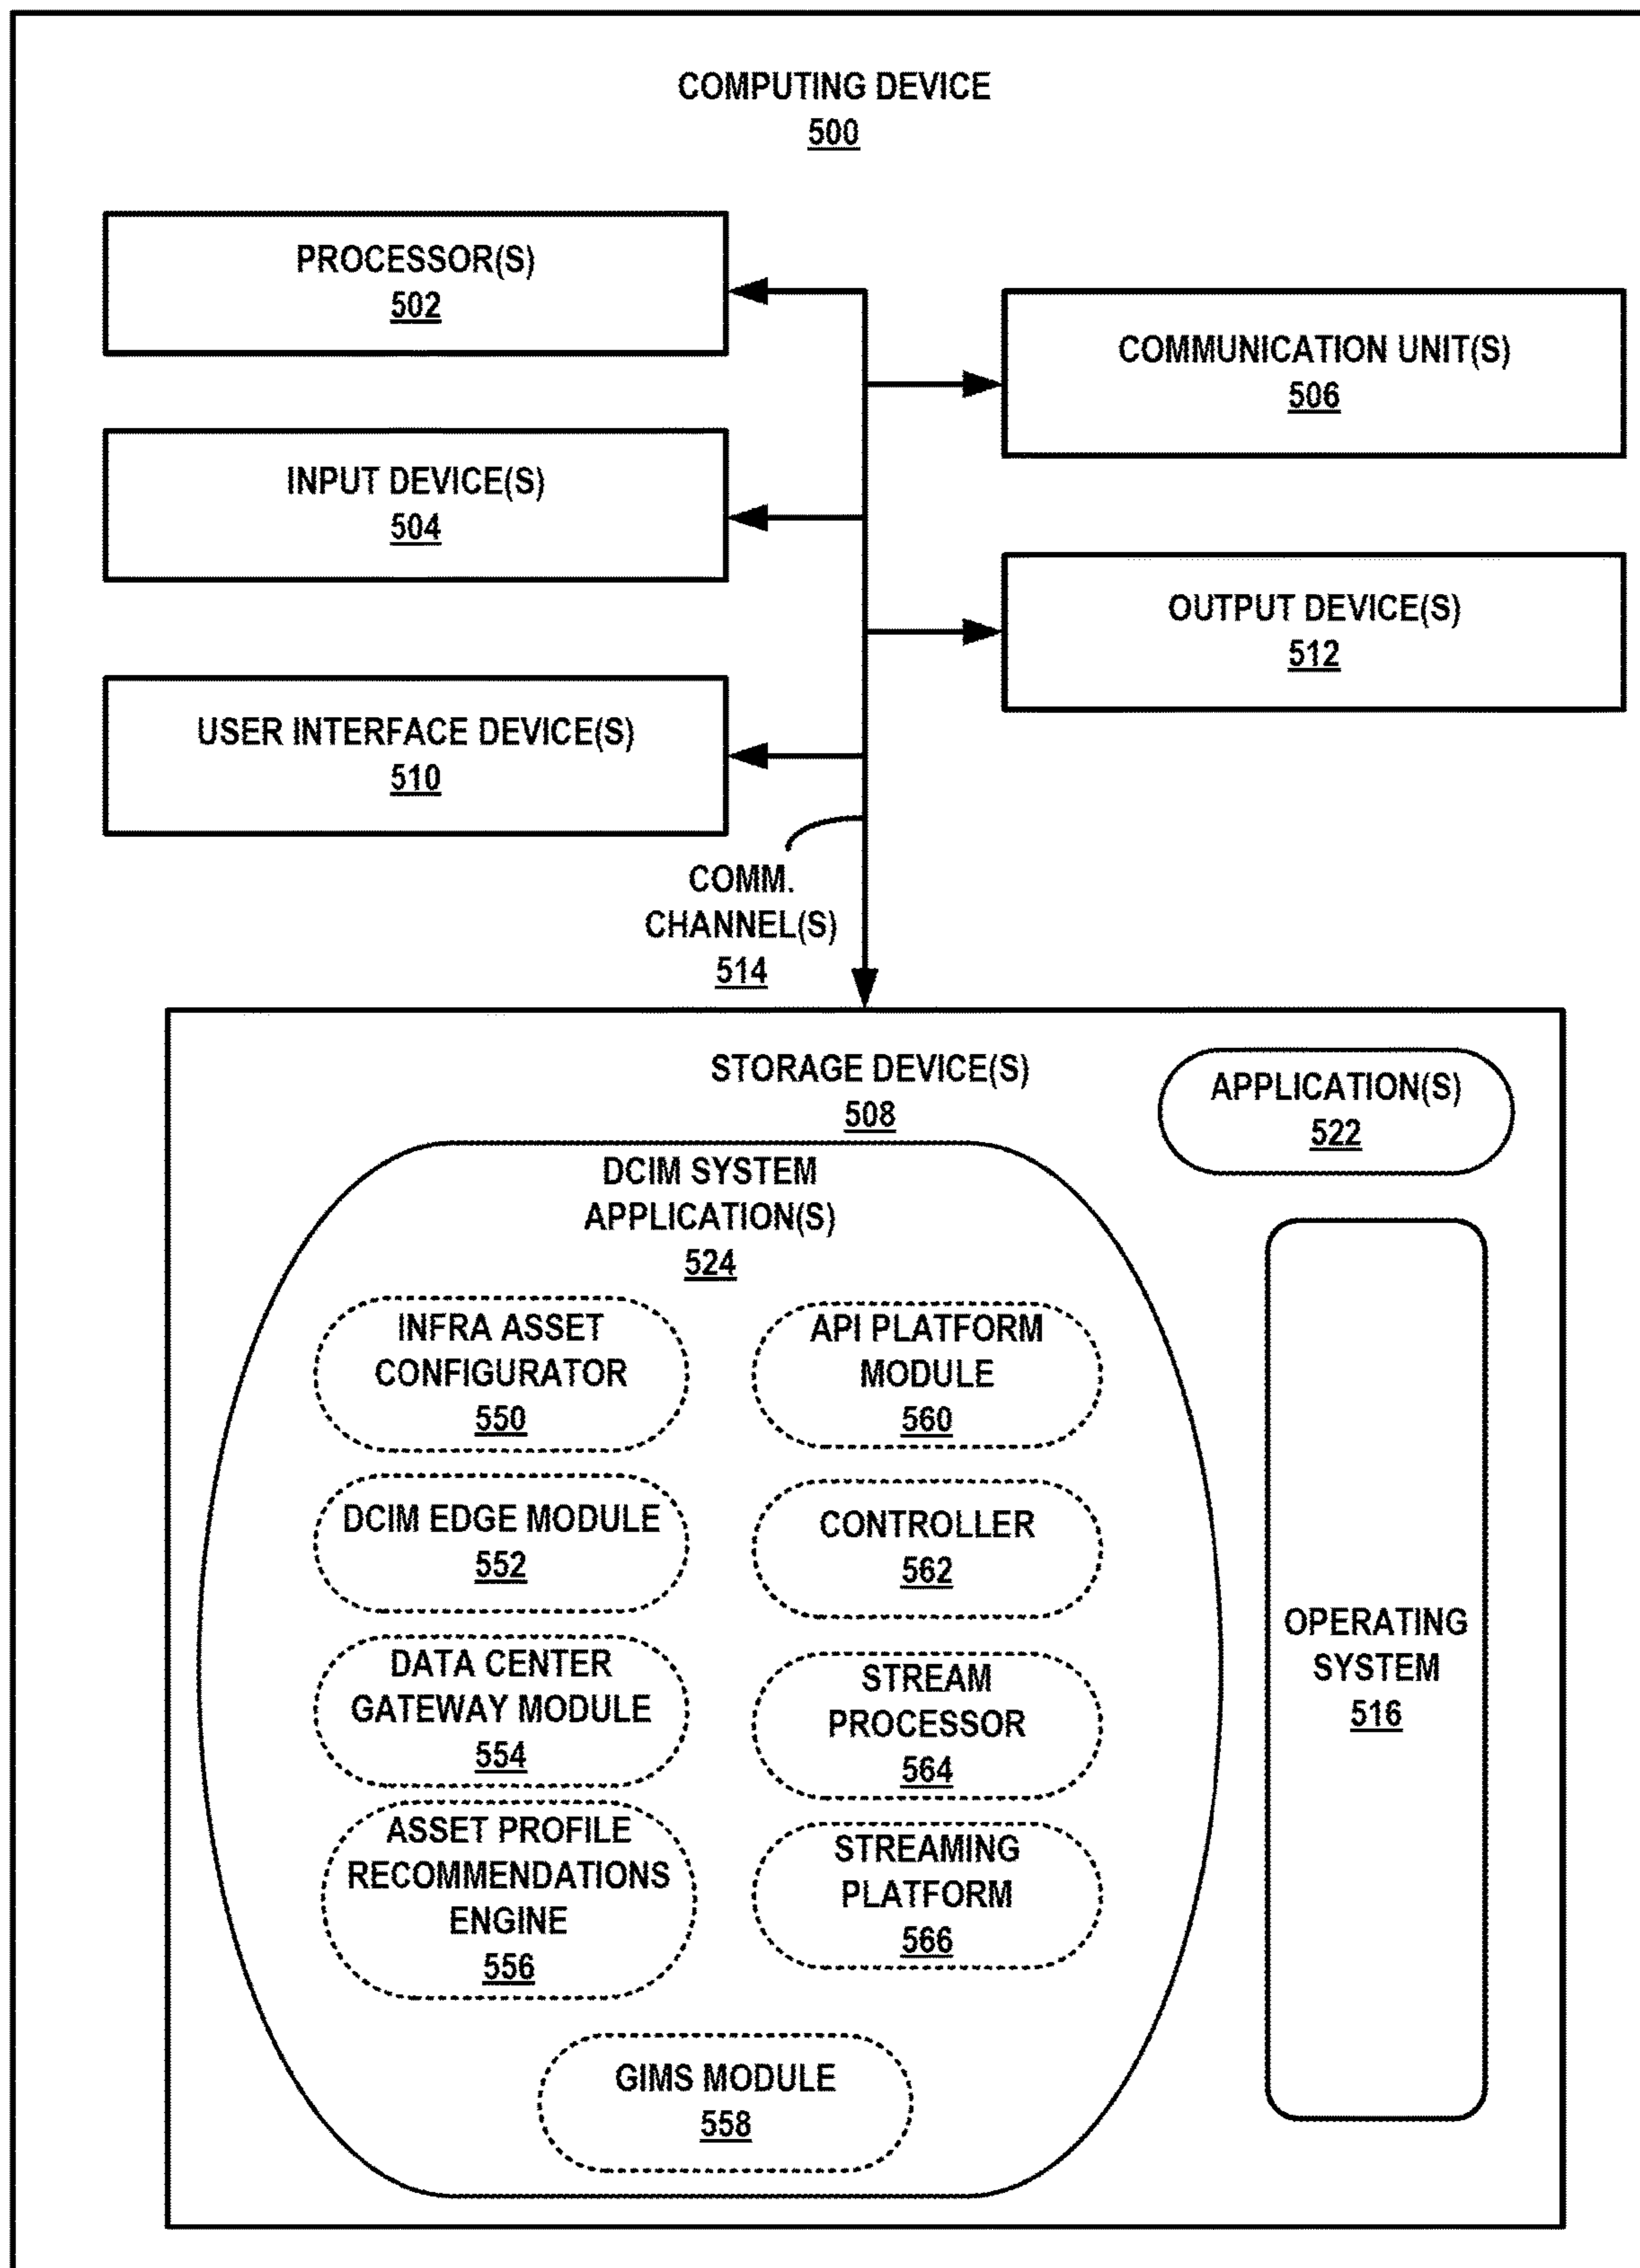 COMPUTING DEVICE
500
PROCESSOR(S)
502
COMMUNICATION UNIT(S)
506
INPUT DEVICE(S)
504
OUTPUT DEVICE(S)
512
USER INTERFACE DEVICE(S)
510
COMM.
CHANNEL(S)
514
STORAGE DEVICE(S)
508
APPLICATION(S)
522
DCIM SYSTEM
APPLICATION(S)
524
INFRA ASSET
CONFIGURATOR
550
API PLATFORM
MODULE
560
DCIM EDGE MODULE
552
CONTROLLER
562
DATA CENTER
GATEWAY MODULE
554
STREAM
PROCESSOR
564
ASSET PROFILE
RECOMMENDATIONS
ENGINE
556
STREAMING
PLATFORM
566
GIMS MODULE
558
OPERATING
SYSTEM
516